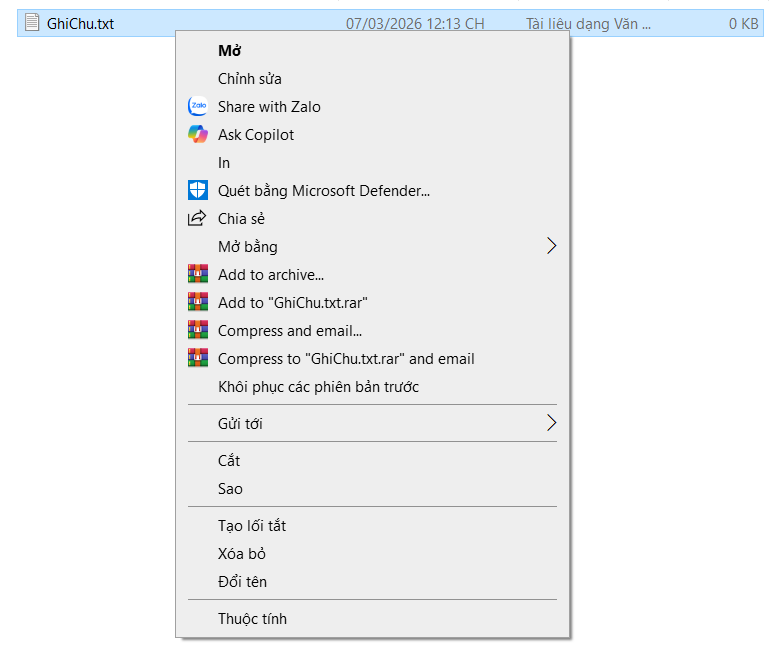 GhiChu.txt 07/03/2026 12:13 CH Tài liệu dạng Văn ... 0 KB
Mở
Chỉnh sửa
Zalo Share with Zalo
Ask Copilot
In
Quét bằng Microsoft Defender...
Chia sẻ
Mở bằng
Add to archive...
Add to "GhiChu.txt.rar"
Compress and email...
Compress to "GhiChu.txt.rar" and email
Khôi phục các phiên bản trước
Gửi tới
Cắt
Sao
Tạo lối tắt
Xóa bỏ
Đổi tên
Thuộc tính